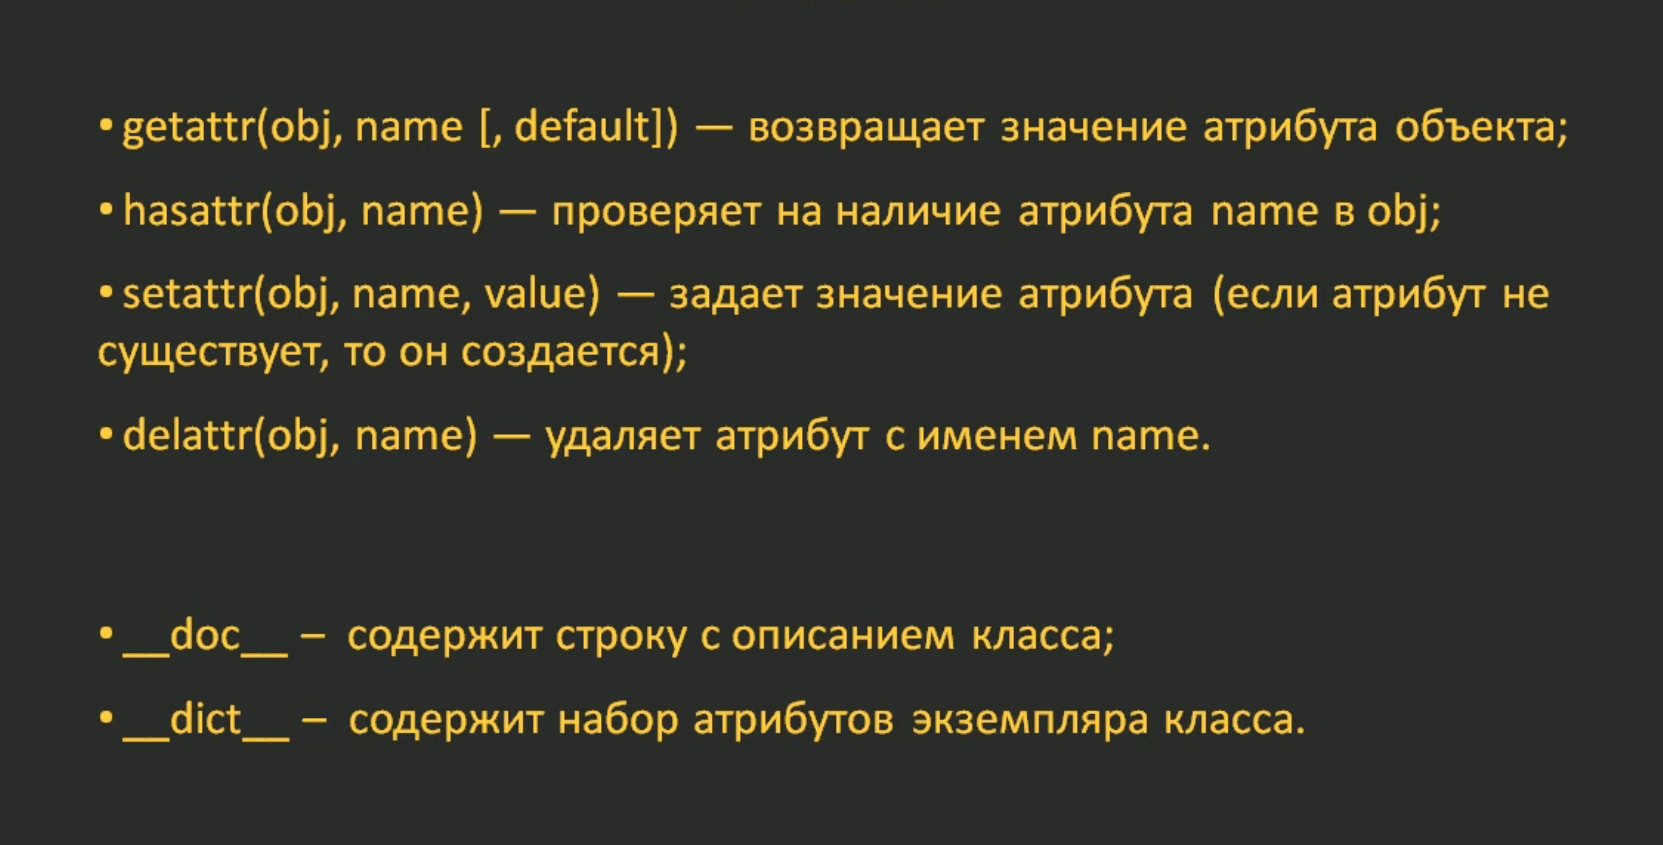 • getattr(obj, name [, default]) — возвращает значение атрибута объекта;
• hasattr(obj, name) — проверяет на наличие атрибута name в obj;
• setattr(obj, name, value) — задает значение атрибута (если атрибут не
существует, то он создается);
• delattr(obj, name) — удаляет атрибут с именем name.
• __doc__ – содержит строку с описанием класса;
• __dict__ – содержит набор атрибутов экземпляра класса.